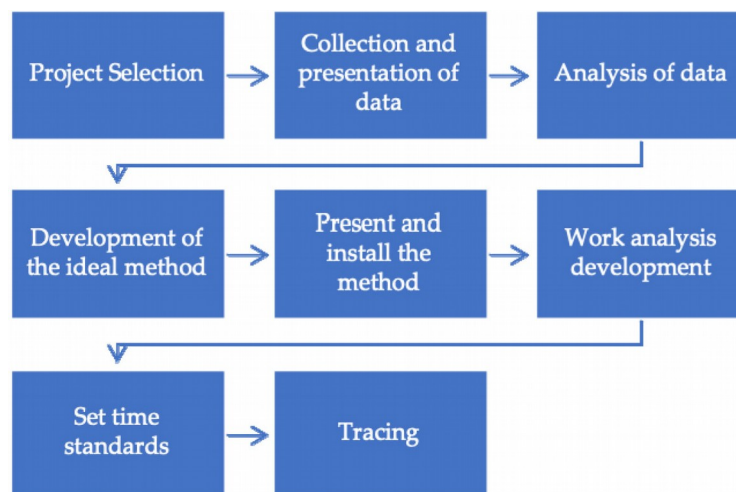 Project Selection
Collection and
presentation of
data
Analysis of data
Development of
the ideal method
Present and
install the
method
Work analysis
development
Set time
standards
Tracing